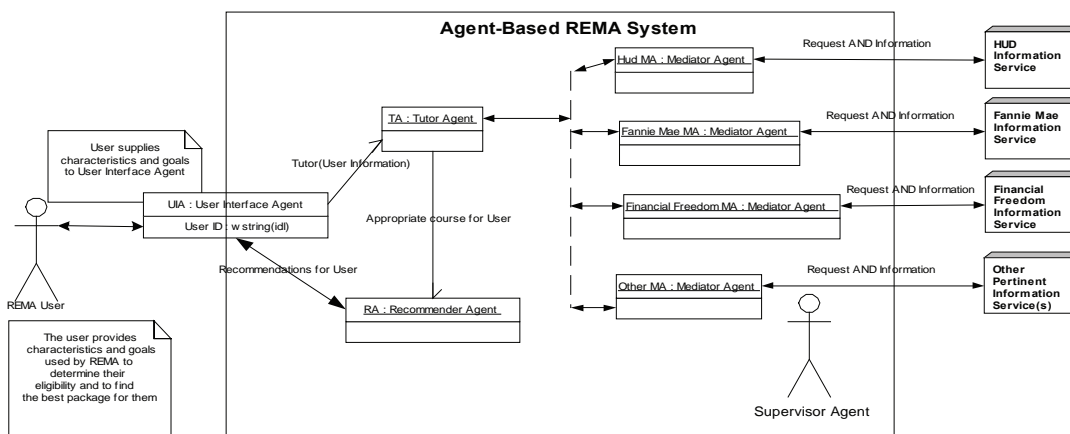 Agent-Based REMA System
Hud MA : Mediator Agent
Request AND Information
HUD
Information
Service
TA : Tutor Agent
Fannie Mae MA : Mediator Agent
Request AND Information
Fannie Mae
Information
Service
User supplies
characteristics and goals
to User Interface Agent
Tutor(User Information)
UIA : User Interface Agent
User ID : wstring(idl)
Appropriate course for User
Financial Freedom MA : Mediator Agent
Request AND Information
Financial
Freedom
Information
Service
Recommendations for User
REMA User
RA : Recommender Agent
Other MA : Mediator Agent
Request AND Information
Other
Pertinent
Information
Service(s)
The user provides
characteristics and goals
used by REMA to
determine their
eligibility and to find
the best package for them
Supervisor Agent